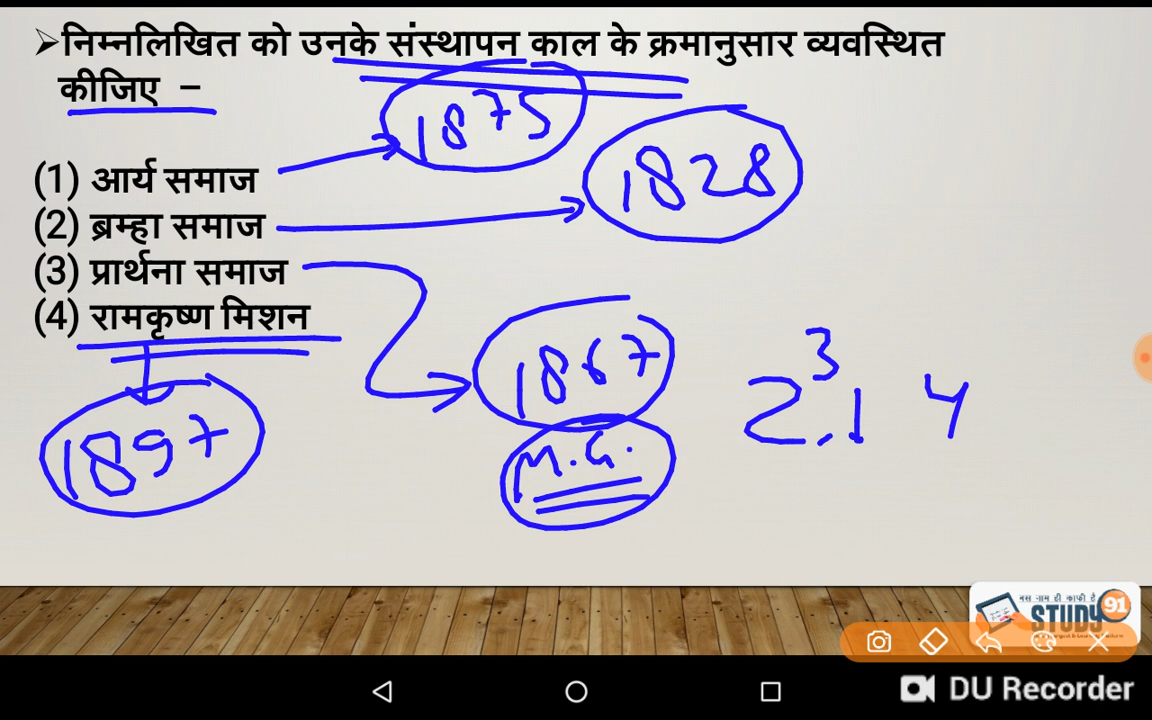 ➤निम्नलिखित को उनके संस्थापन काल के क्रमानुसार व्यवस्थित
कीजिए –
1875
1828
(1) आर्य समाज
(2) ब्रम्हा समाज
(3) प्रार्थना समाज
(4) रामकृष्ण मिशन
1867
3
2,1 4
1897
M.G.
बस नाम ही काफी है
STUDY 91
DU Recorder